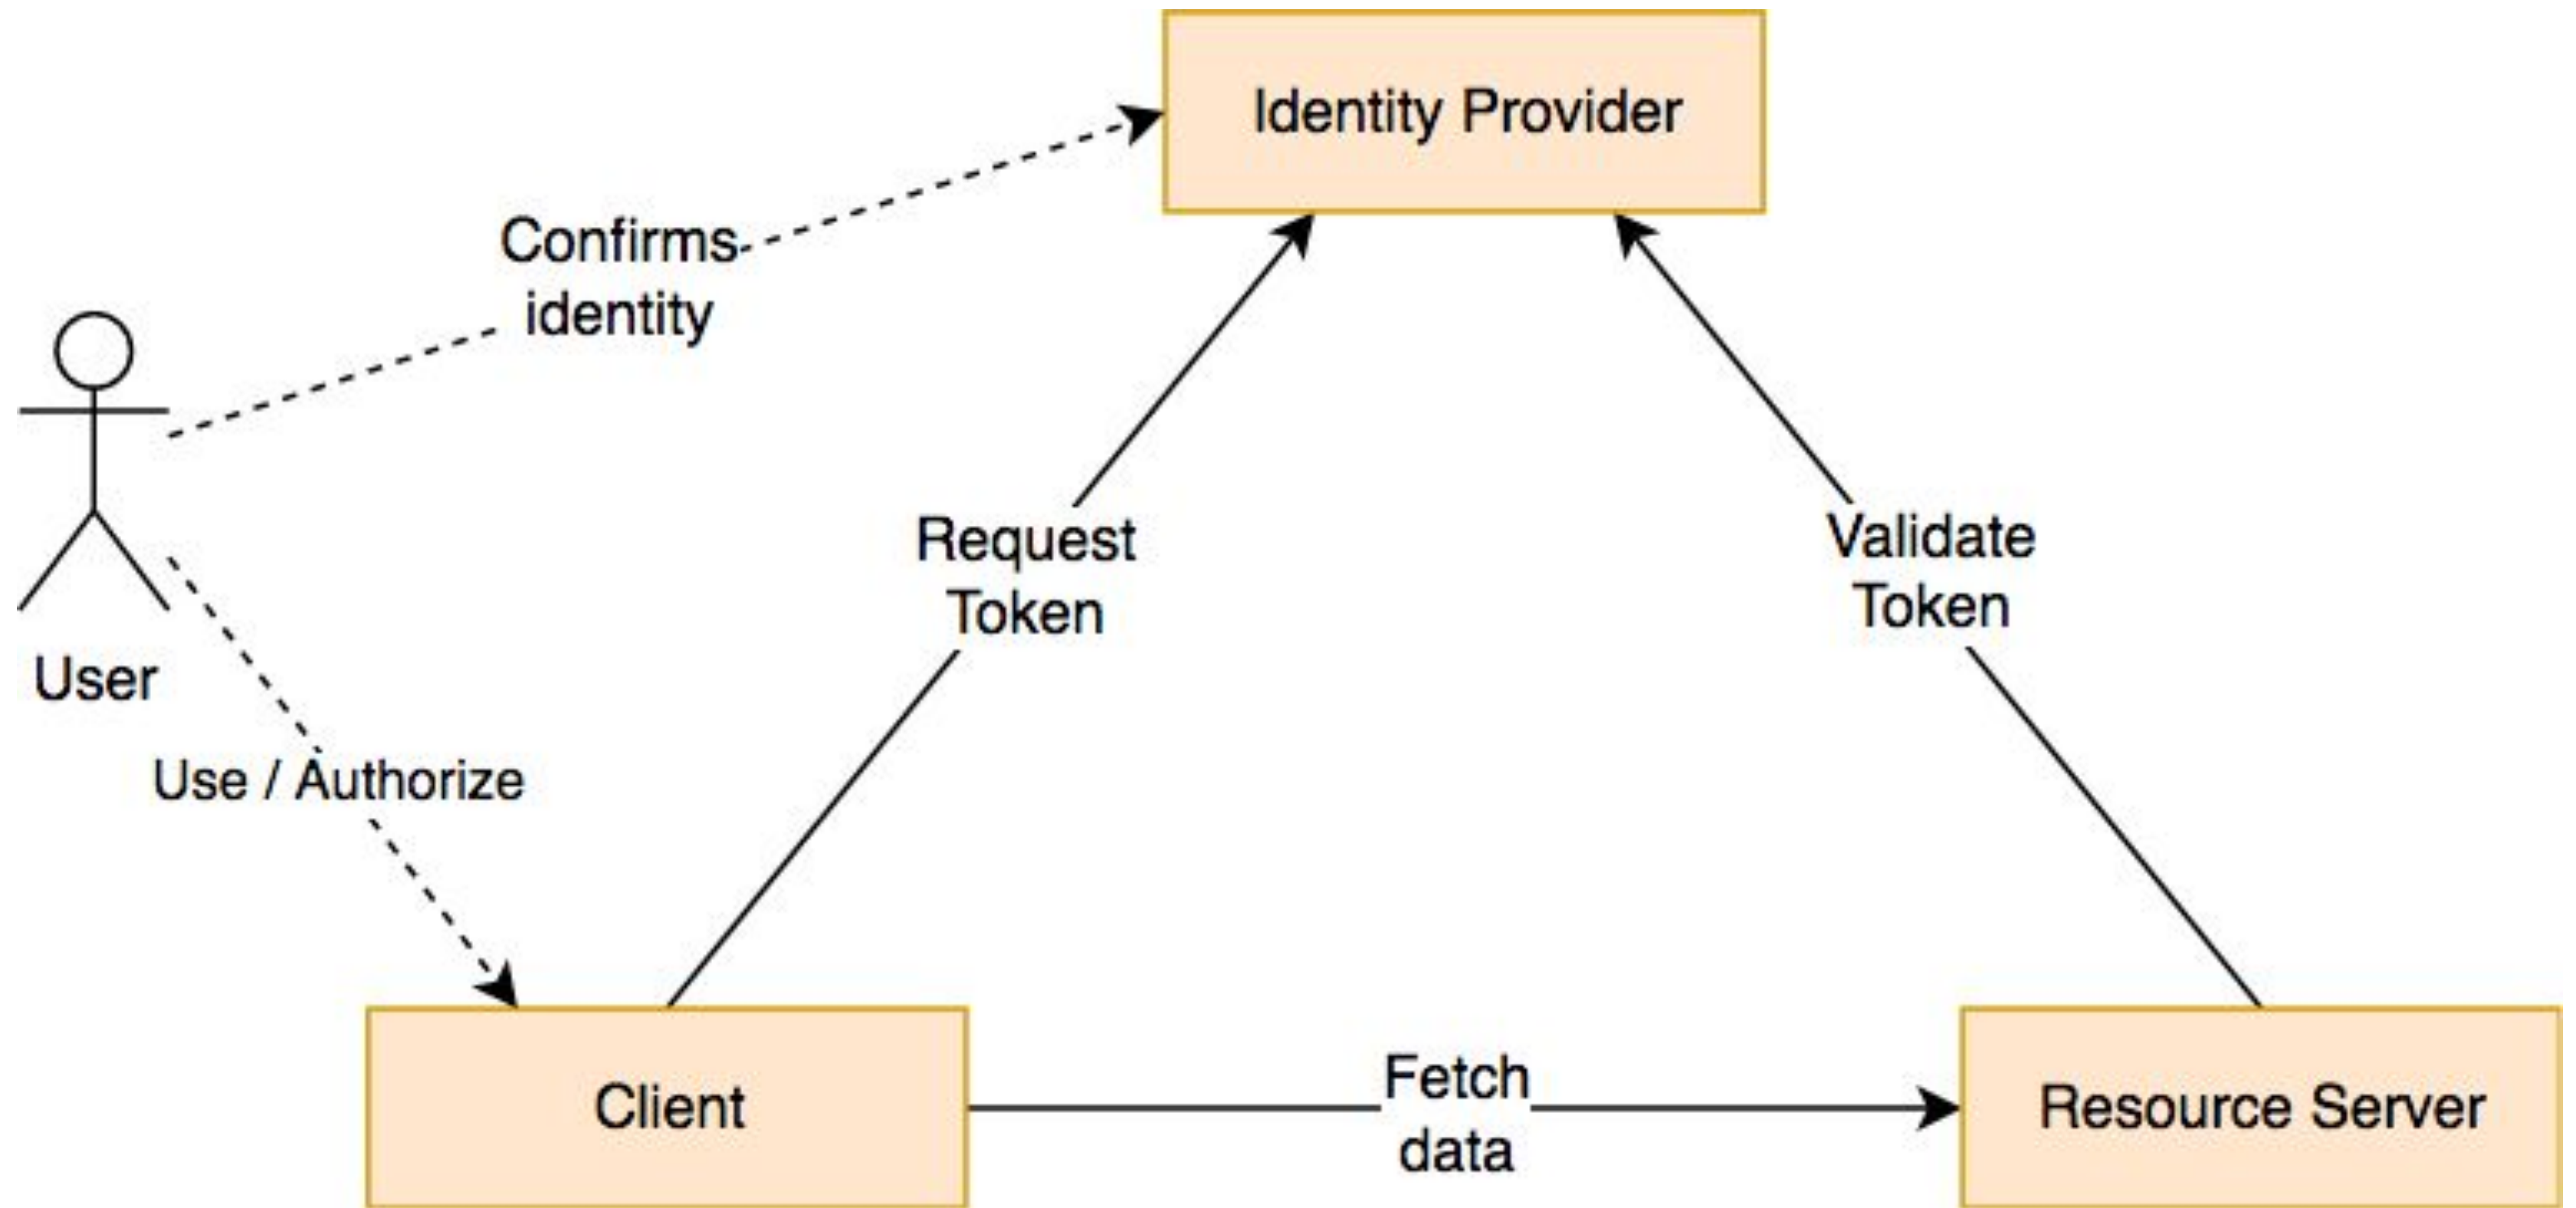 Identity Provider
Confirms
identity
Request
Token
Validate
Token
User
Use / Authorize
Client
Fetch
data
Resource Server